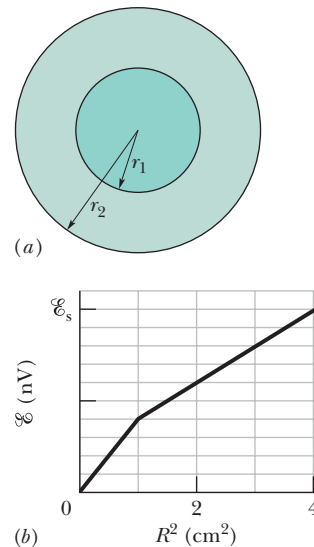 r₁
r₂
(a)
ℰₛ
ℰ (nV)
0 2 4
(b) R² (cm²)